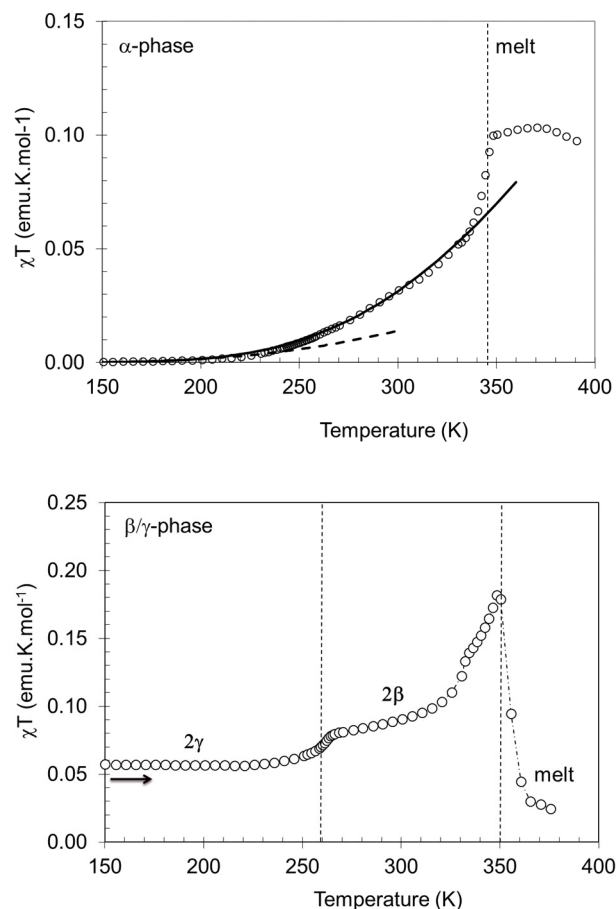 0.15
α-phase
melt
0.10
χT (emu.K.mol-1)
0.05
0.00
150 200 250 300 350 400
Temperature (K)
0.25
β/γ-phase
0.20
0.15
χT (emu.K.mol⁻¹)
2β
0.10
2γ
0.05
melt
0.00
150 200 250 300 350 400
Temperature (K)